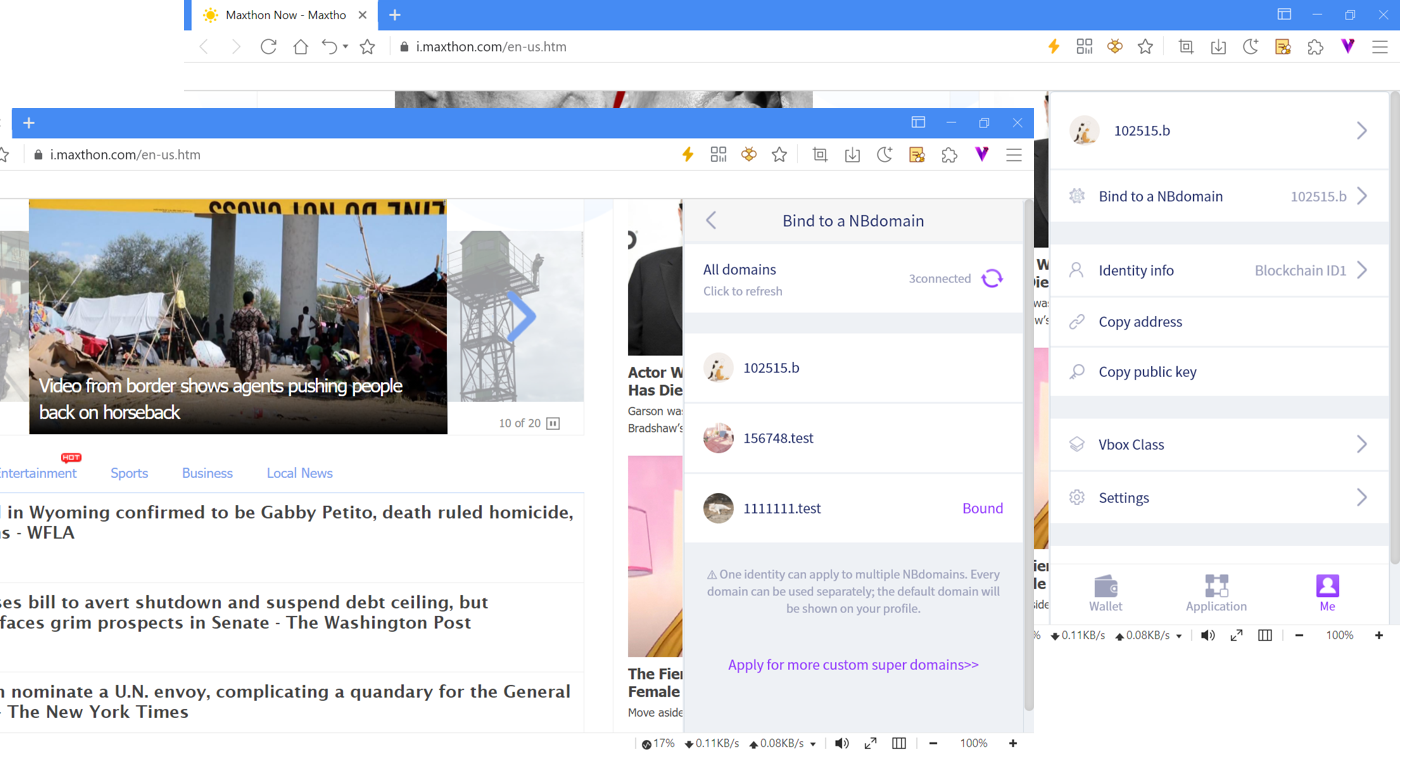 Maxthon Now - Maxtho
i.maxthon.com/en-us.htm
102515.b
Bind to a NBdomain 102515.b
Identity info Blockchain ID1
Copy address
Copy public key
Vbox Class
Settings
Wallet Application Me
% 0.11KB/s 0.08KB/s 100%
i.maxthon.com/en-us.htm
Video from border shows agents pushing people
back on horseback
10 of 20
HOT
ntertainment Sports Business Local News
in Wyoming confirmed to be Gabby Petito, death ruled homicide,
s - WFLA
ses bill to avert shutdown and suspend debt ceiling, but
faces grim prospects in Senate - The Washington Post
n nominate a U.N. envoy, complicating a quandary for the General
- The New York Times
Actor W
Has Die
Garson was
Bradshaw's
The Fier
Female
Move aside
Bind to a NBdomain
All domains
Click to refresh
3connected
102515.b
156748.test
1111111.test Bound
⚠ One identity can apply to multiple NBdomains. Every
domain can be used separately; the default domain will
be shown on your profile.
Apply for more custom super domains>>
17% 0.11KB/s 0.08KB/s 100%